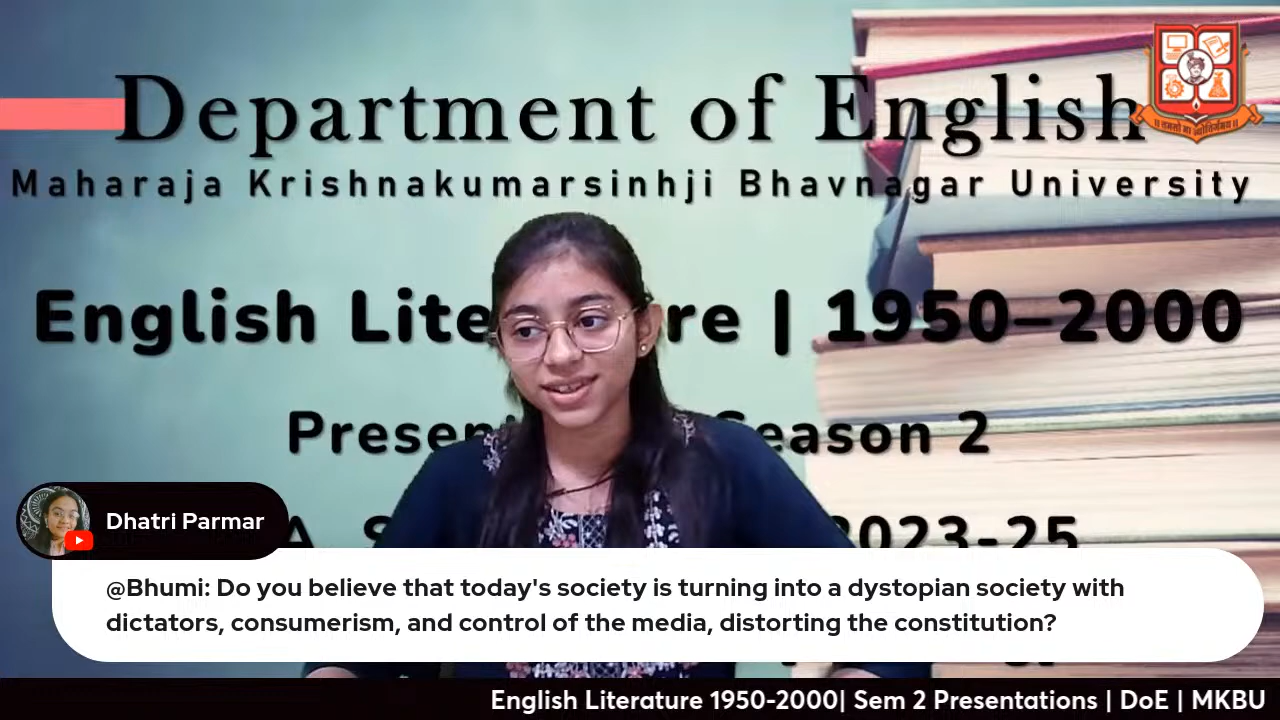 Department of English
Maharaja Krishnakumarsinhji Bhavnagar University
English Lite re | 1950–2000
Presen eason 2
A. S 2023-25
Dhatri Parmar
@Bhumi: Do you believe that today's society is turning into a dystopian society with
dictators, consumerism, and control of the media, distorting the constitution?
English Literature 1950-2000| Sem 2 Presentations | DoE | MKBU